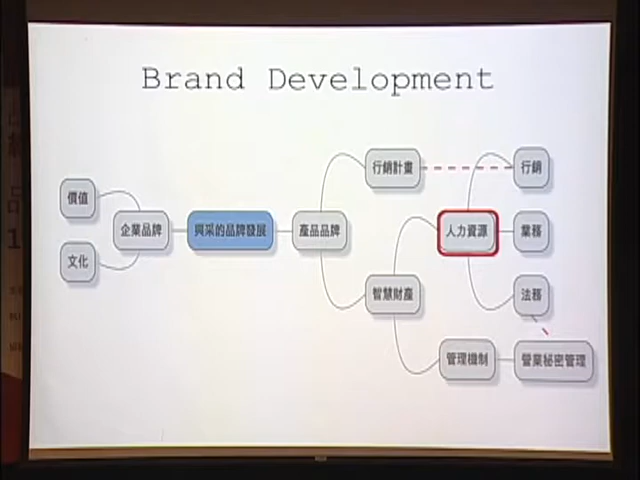 Brand Development
行銷計畫
行銷
價值
企業品牌
興采的品牌發展
產品品牌
人力資源
業務
文化
智慧財產
法務
管理機制
營業秘密管理